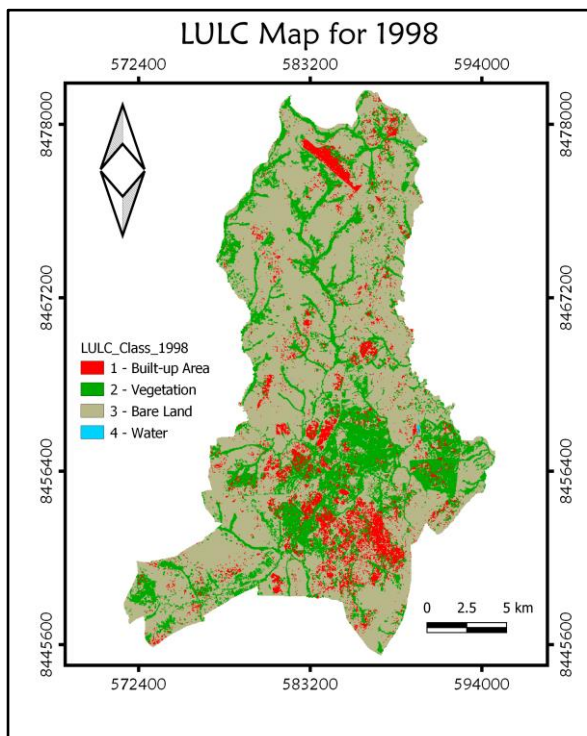 LULC Map for 1998
572400 583200 594000
8478000 8478000
8467200 8467200
LULC_Class_1998
1 - Built-up Area
2 - Vegetation
3 - Bare Land
4 - Water
8456400 8456400
0 2.5 5 km
8445600 8445600
572400 583200 594000